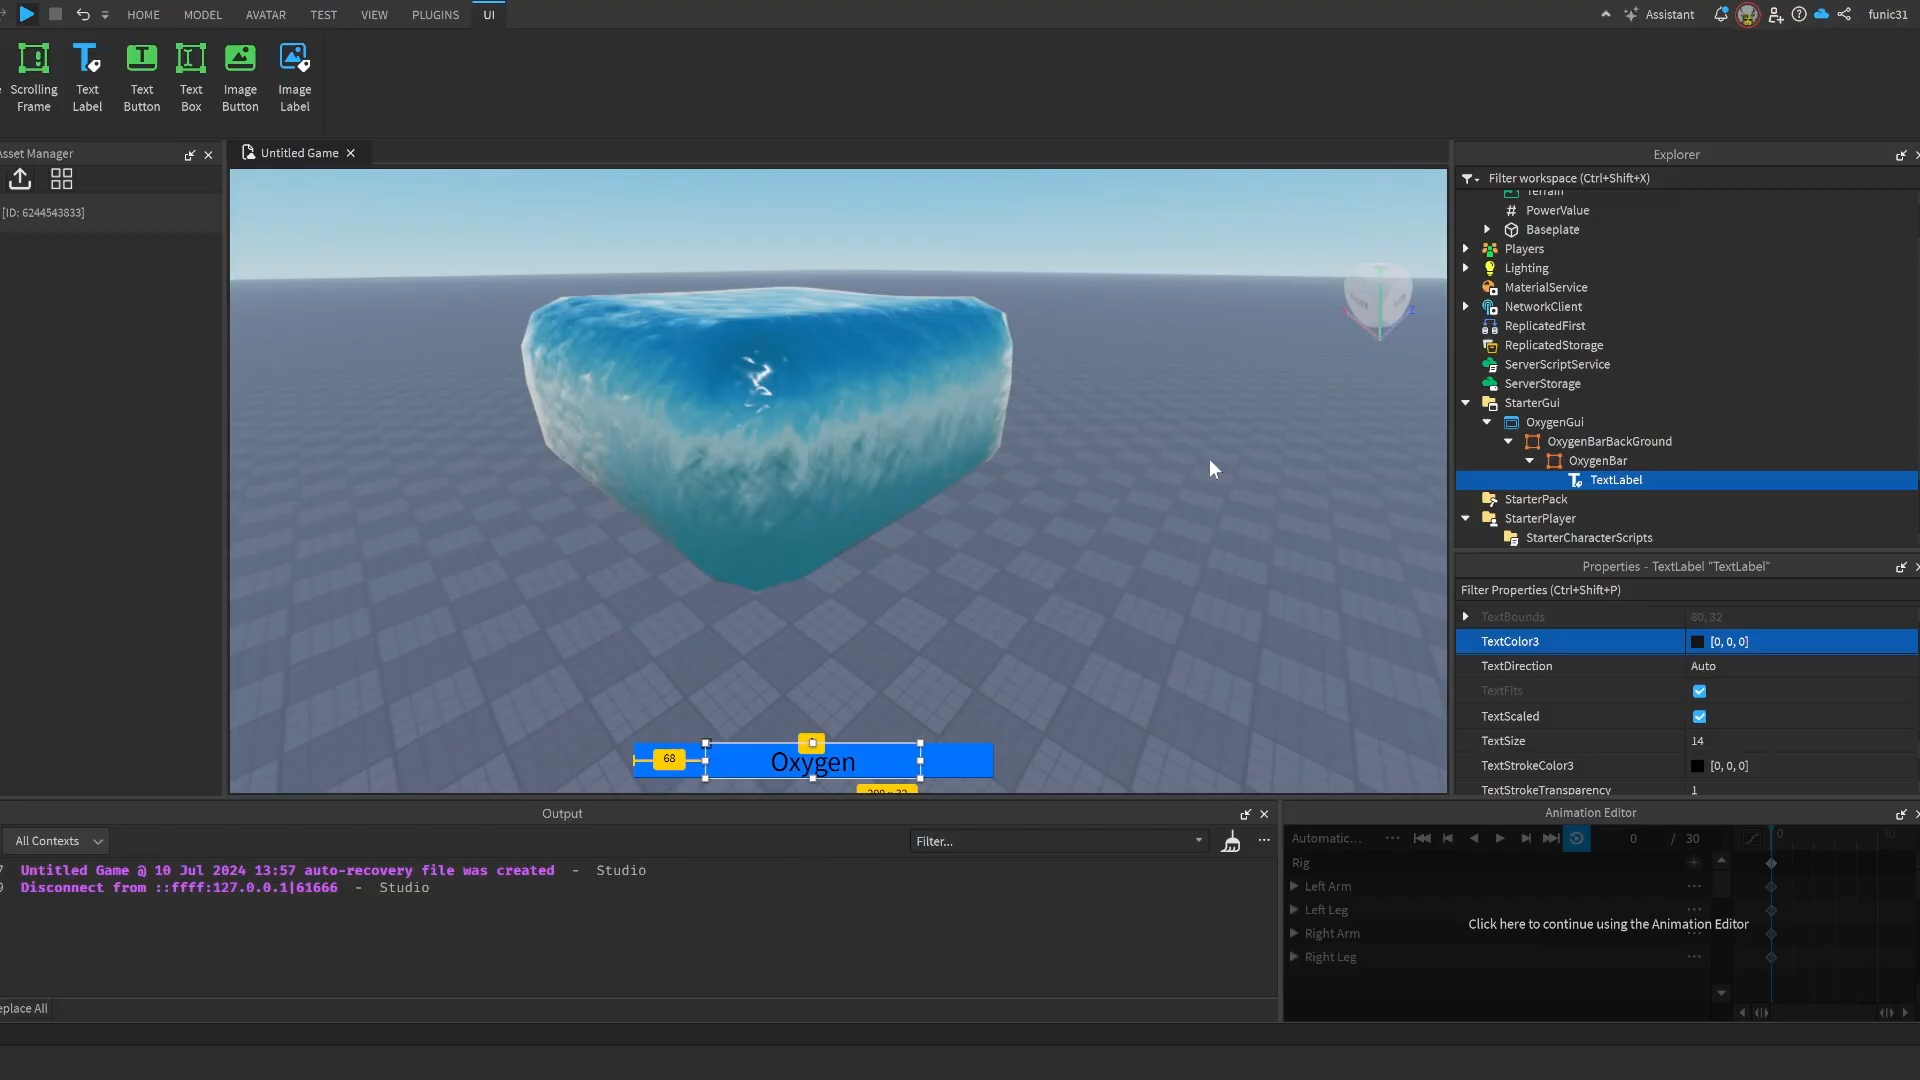 HOME MODEL AVATAR TEST VIEW PLUGINS UI
Assistant funic31
Scrolling Frame
Text Label
Text Button
Text Box
Image Button
Image Label
Asset Manager
[ID: 6244543833]
Untitled Game
Oxygen
68
Explorer
Filter workspace (Ctrl+Shift+X)
Terrain
PowerValue
Baseplate
Players
Lighting
MaterialService
NetworkClient
ReplicatedFirst
ReplicatedStorage
ServerScriptService
ServerStorage
StarterGui
OxygenGui
OxygenBarBackGround
OxygenBar
TextLabel
StarterPack
StarterPlayer
StarterCharacterScripts
Properties - TextLabel "TextLabel"
Filter Properties (Ctrl+Shift+P)
TextBounds 80, 32
TextColor3 [0, 0, 0]
TextDirection Auto
TextFits
TextScaled
TextSize 14
TextStrokeColor3 [0, 0, 0]
TextStrokeTransparency 1
Output
All Contexts
Filter...
Untitled Game @ 10 Jul 2024 13:57 auto-recovery file was created - Studio
Disconnect from ::ffff:127.0.0.1|61666 - Studio
eplace All
Animation Editor
Automatic... 0 / 30
0
Rig
Left Arm
Left Leg
Right Arm
Right Leg
Click here to continue using the Animation Editor